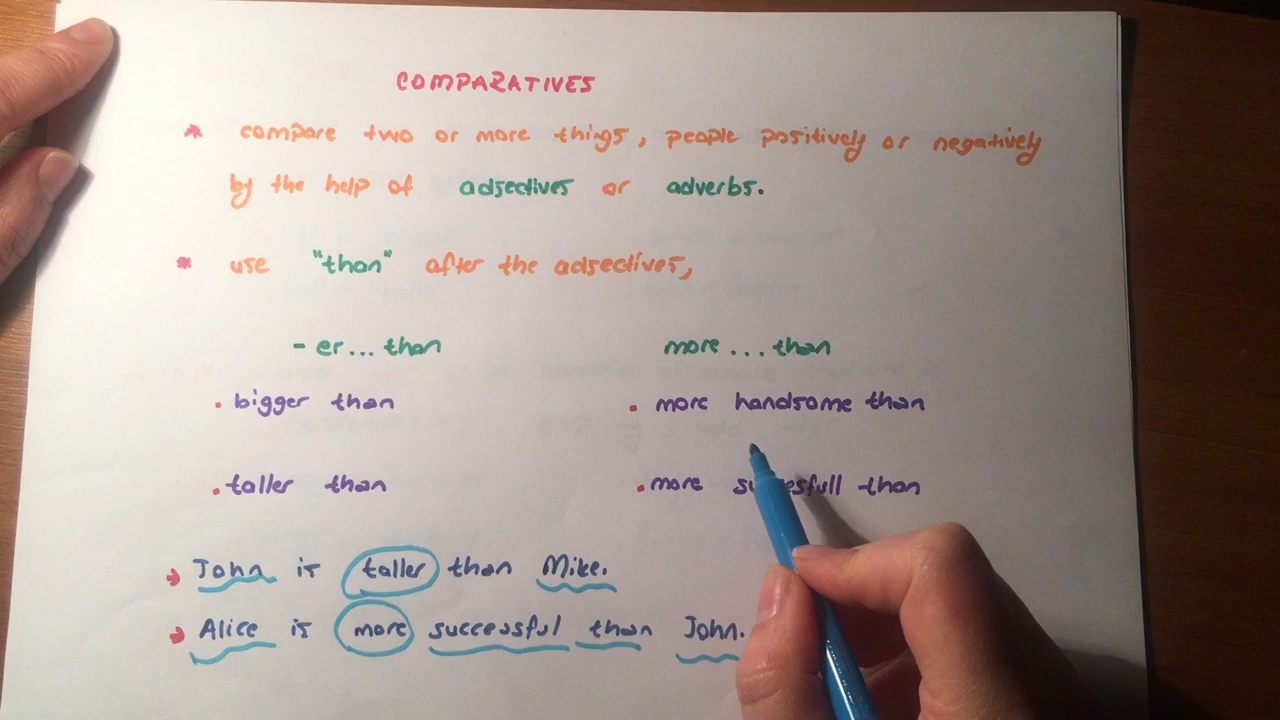 COMPARATIVES
* compare two or more things, people positively or negatively
by the help of adjectives or adverbs.
* use "than" after the adjectives,
- er... than more ... than
. bigger than . more handsome than
. taller than . more than
→ John is taller than Mike.
→ Alice is more successful than John.